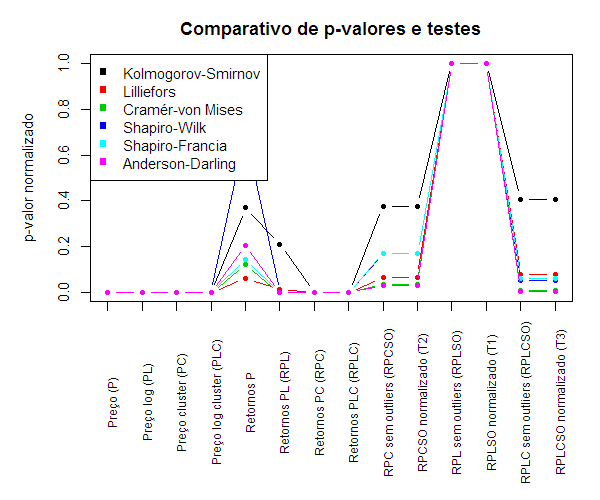 Comparativo de p-valores e testes
p-valor normalizado
1.0
0.8
0.6
0.4
0.2
0.0
Kolmogorov-Smirnov
Lilliefors
Cramér-von Mises
Shapiro-Wilk
Shapiro-Francia
Anderson-Darling
Preço (P)
Preço log (PL)
Preço cluster (PC)
Preço log cluster (PLC)
Retornos P
Retornos PL (RPL)
Retornos PC (RPC)
Retornos PLC (RPLC)
RPC sem outliers (RPCSO)
RPCSO normalizado (T2)
RPL sem outliers (RPLSO)
RPLSO normalizado (T1)
RPLC sem outliers (RPLCSO)
RPLCSO normalizado (T3)